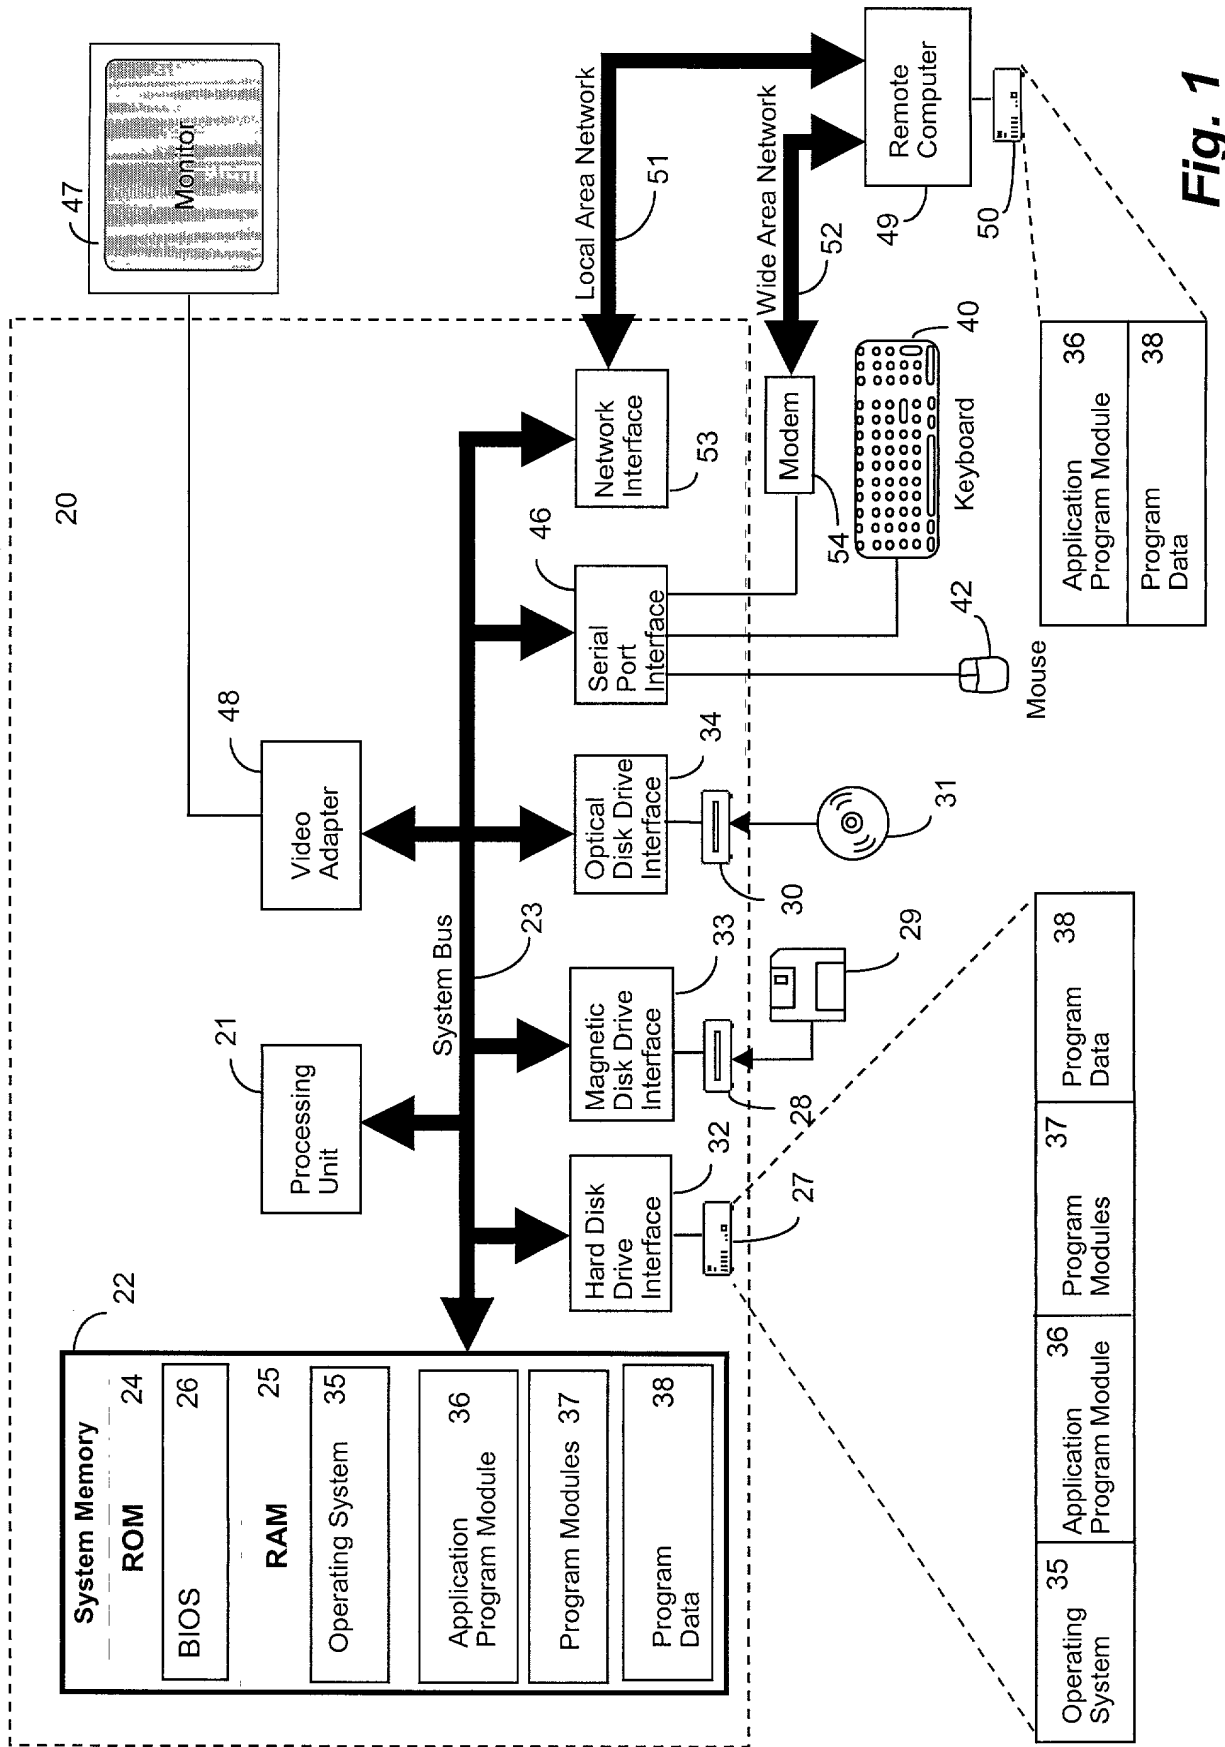 20
47
Monitor
System Memory
22
ROM
24
BIOS
26
RAM
25
Operating System
35
Application
Program Module
36
Program Modules
37
Program
Data
38
21
Processing
Unit
48
Video
Adapter
System Bus
23
Hard Disk
Drive
Interface
32
Magnetic
Disk Drive
Interface
33
Optical
Disk Drive
Interface
34
Serial
Port
Interface
46
Network
Interface
53
27
28
29
30
31
Local Area Network
51
Wide Area Network
52
Modem
54
Keyboard
40
Mouse
42
Remote
Computer
49
50
Operating
System
35
Application
Program Module
36
Program
Modules
37
Program
Data
38
Application
Program Module
36
Program
Data
38
Fig. 1